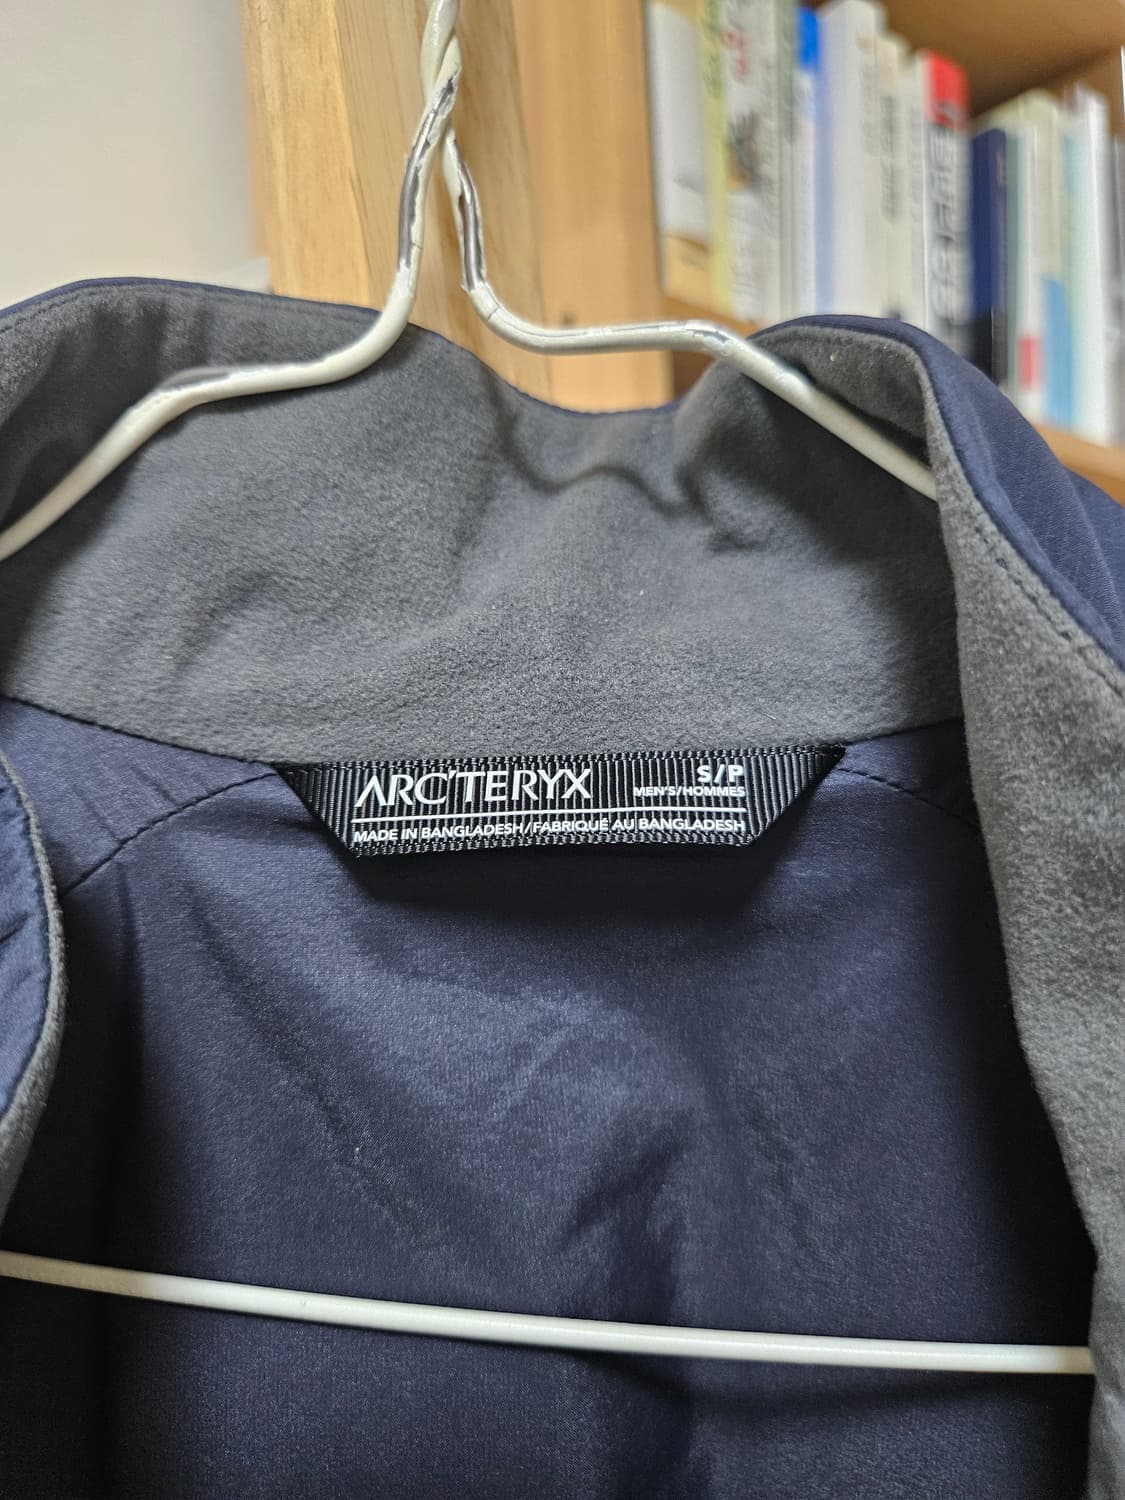 ARC'TERYX
S/P
MEN'S/HOMMES
MADE IN BANGLADESH/FABRIQUÉ AU BANGLADESH